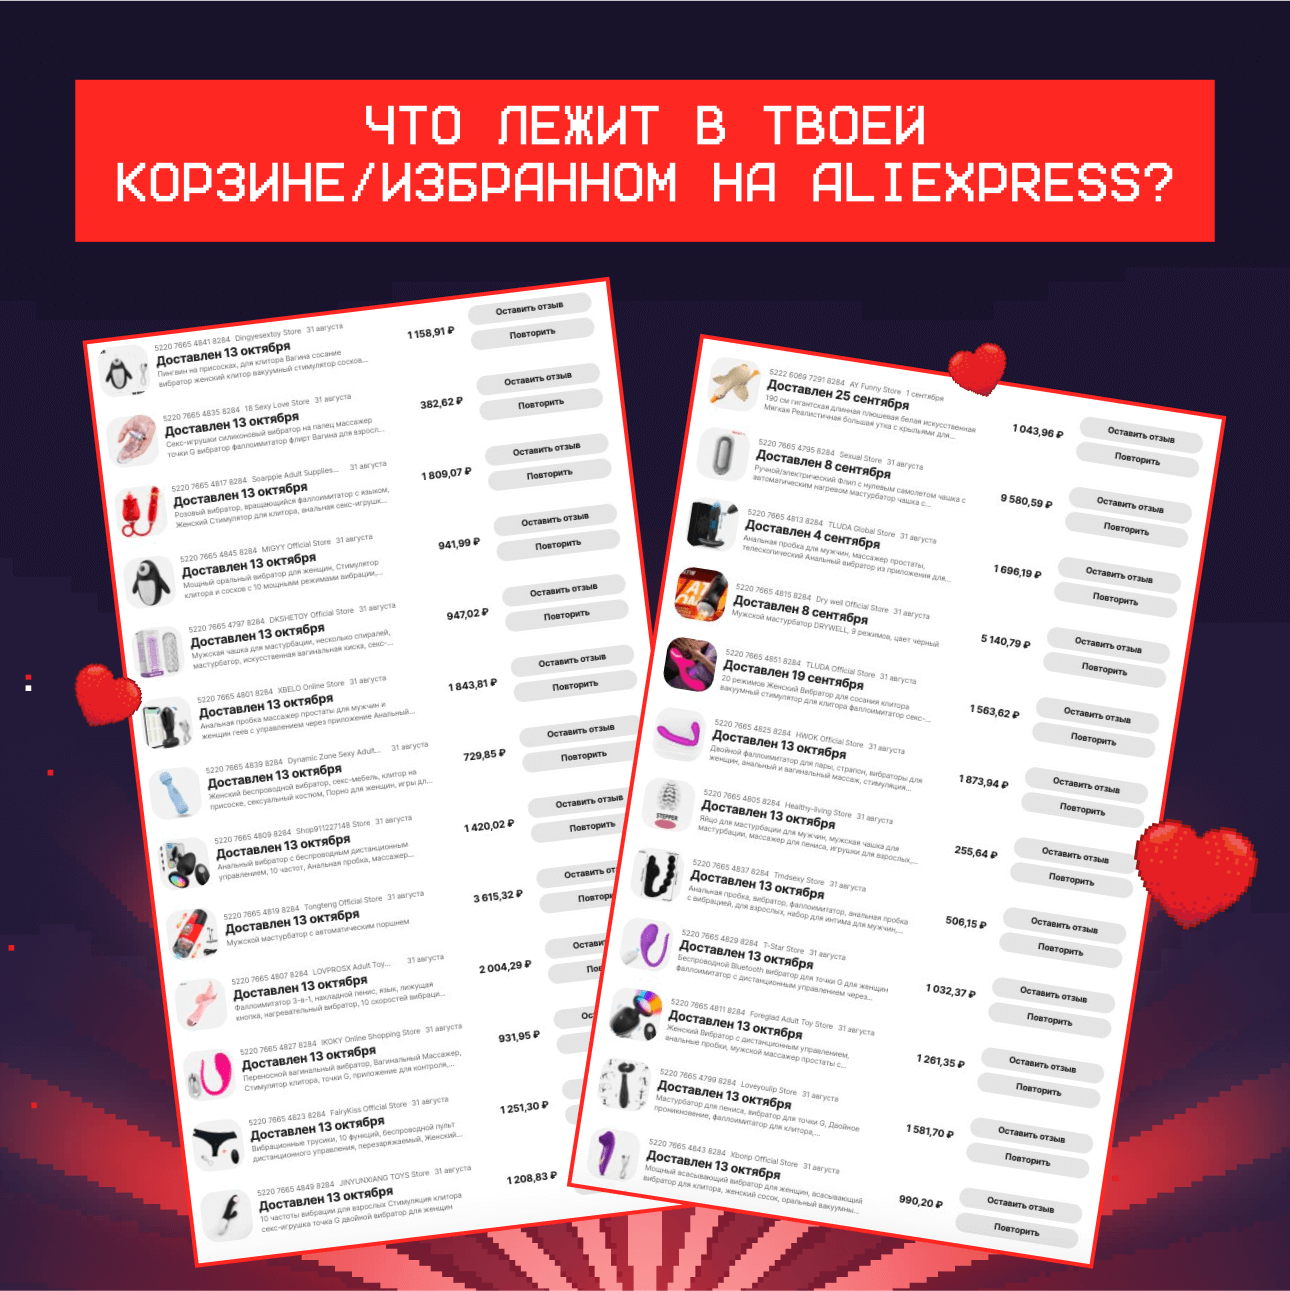 ЧТО ЛЕЖИТ В ТВОЕЙ
КОРЗИНЕ/ИЗБРАННОМ НА ALIEXPRESS?
5220 7665 4841 8284 Dingyesextoy Store 31 августа
Доставлен 13 октября
Пингвин на присосках, для клитора Вагина сосание
вибратор женский клитор вакуумный стимулятор сосков...
1 158,91 ₽
Оставить отзыв
Повторить
5220 7665 4835 8284 18 Sexy Love Store 31 августа
Доставлен 13 октября
Секс-игрушки силиконовый вибратор на палец массажер
точки G вибратор фаллоимитатор флирт Вагина для взросл...
382,62 ₽
Оставить отзыв
Повторить
5220 7665 4817 8284 Soarppie Adult Supplies... 31 августа
Доставлен 13 октября
Розовый вибратор, вращающийся фаллоимитатор с языком,
Женский Стимулятор для клитора, анальная секс-игрушк...
1 809,07 ₽
Оставить отзыв
Повторить
5220 7665 4845 8284 MIGYY Official Store 31 августа
Доставлен 13 октября
Мощный оральный вибратор для женщин, Стимулятор
клитора и сосков с 10 мощными режимами вибрации,...
941,99 ₽
Оставить отзыв
Повторить
5220 7665 4797 8284 DKSHETOY Official Store 31 августа
Доставлен 13 октября
Мужская чашка для мастурбации, несколько спиралей,
мастурбатор, искусственная вагинальная киска, секс-...
947,02 ₽
Оставить отзыв
Повторить
5220 7665 4801 8284 XBELO Online Store 31 августа
Доставлен 13 октября
Анальная пробка массажер простаты для мужчин и
женщин геев с управлением через приложение Анальный...
1 843,81 ₽
Оставить отзыв
Повторить
5220 7665 4839 8284 Dynamic Zone Sexy Adult... 31 августа
Доставлен 13 октября
Женский беспроводной вибратор, секс-мебель, клитор на
присоске, сексуальный костюм, Порно для женщин, игры дл...
729,85 ₽
Оставить отзыв
Повторить
5220 7665 4809 8284 Shop911227148 Store 31 августа
Доставлен 13 октября
Анальный вибратор с беспроводным дистанционным
управлением, 10 частот, Анальная пробка, массажер...
1 420,02 ₽
Оставить отзыв
Повторить
5220 7665 4819 8284 Tongteng Official Store 31 августа
Доставлен 13 октября
Мужской мастурбатор с автоматическим поршнем
3 615,32 ₽
Оставить от
Повтори
5220 7665 4807 8284 LOVPROSX Adult Toy... 31 августа
Доставлен 13 октября
Фаллоимитатор 3-в-1, накладной пенис, язык, лижущая
кнопка, нагревательный вибратор, 10 скоростей вибраци...
2 004,29 ₽
Остави
Пов
5220 7665 4827 8284 IKOKY Online Shopping Store 31 августа
Доставлен 13 октября
Переносной вагинальный вибратор, Вагинальный Массажер,
Стимулятор клитора, точки G, приложение для контроля,...
931,95 ₽
Ос
5220 7665 4823 8284 FairyKiss Official Store 31 августа
Доставлен 13 октября
Вибрационные трусики, 10 функций, беспроводной пульт
дистанционного управления, перезаряжаемый, Женский...
1 251,30 ₽
5220 7665 4849 8284 JINYUNXIANG TOYS Store 31 августа
Доставлен 13 октября
10 частоты вибрации для взрослых Стимуляция клитора
секс-игрушка точка G двойной вибратор для женщин
1 208,83 ₽
5222 6069 7291 8284 AY Funny Store 1 сентября
Доставлен 25 сентября
190 см гигантская длинная плюшевая белая искусственная
Мягкая Реалистичная большая утка с крыльями для...
1 043,96 ₽
Оставить отзыв
Повторить
5220 7665 4795 8284 Sexual Store 31 августа
Доставлен 8 сентября
Ручной/электрический Флип с нулевым самолетом чашка с
автоматическим нагревом мастурбатор чашка с...
9 580,59 ₽
Оставить отзыв
Повторить
5220 7665 4813 8284 TLUDA Global Store 31 августа
Доставлен 4 сентября
Анальная пробка для мужчин, массажер простаты,
телескопический Анальный вибратор из приложения для...
1 696,19 ₽
Оставить отзыв
Повторить
5220 7665 4815 8284 Dry well Official Store 31 августа
Доставлен 8 сентября
Мужской мастурбатор DRYWELL, 9 режимов, цвет черный
5 140,79 ₽
Оставить отзыв
Повторить
5220 7665 4851 8284 TLUDA Official Store 31 августа
Доставлен 19 сентября
20 режимов Женский Вибратор для сосания клитора
вакуумный стимулятор для клитора фаллоимитатор секс-...
1 563,62 ₽
Оставить отзыв
Повторить
5220 7665 4825 8284 HWOK Official Store 31 августа
Доставлен 13 октября
Двойной фаллоимитатор для пары, страпон, вибраторы для
женщин, анальный и вагинальный массаж, стимуляция...
1 873,94 ₽
Оставить отзыв
Повторить
STEPPER
5220 7665 4805 8284 Healthy-living Store 31 августа
Доставлен 13 октября
Яйцо для мастурбации для мужчин, мужская чашка для
мастурбации, массажер для пениса, игрушки для взрослых,...
255,64 ₽
Оставить отзыв
Повторить
5220 7665 4837 8284 Tmdsexy Store 31 августа
Доставлен 13 октября
Анальная пробка, вибратор, фаллоимитатор, анальная пробка
с вибрацией, для взрослых, набор для интима для мужчин,...
506,15 ₽
Оставить отзыв
Повторить
5220 7665 4829 8284 T-Star Store 31 августа
Доставлен 13 октября
Беспроводной Bluetooth вибратор для точки G для женщин
фаллоимитатор с дистанционным управлением через...
1 032,37 ₽
Оставить отзыв
Повторить
5220 7665 4811 8284 Foreglad Adult Toy Store 31 августа
Доставлен 13 октября
Женский Вибратор с дистанционным управлением,
анальные пробки, мужской массажер простаты с...
1 261,35 ₽
Оставить отзыв
Повторить
5220 7665 4799 8284 Loveyoulip Store 31 августа
Доставлен 13 октября
Мастурбатор для пениса, вибратор для точки G, Двойное
проникновение, фаллоимитатор для клитора,...
1 581,70 ₽
Оставить отзыв
Повторить
5220 7665 4843 8284 Xbonp Official Store 31 августа
Доставлен 13 октября
Мощный всасывающий вибратор для женщин, всасывающий
вибратор для клитора, женский сосок, оральный вакуумны...
990,20 ₽
Оставить отзыв
Повторить